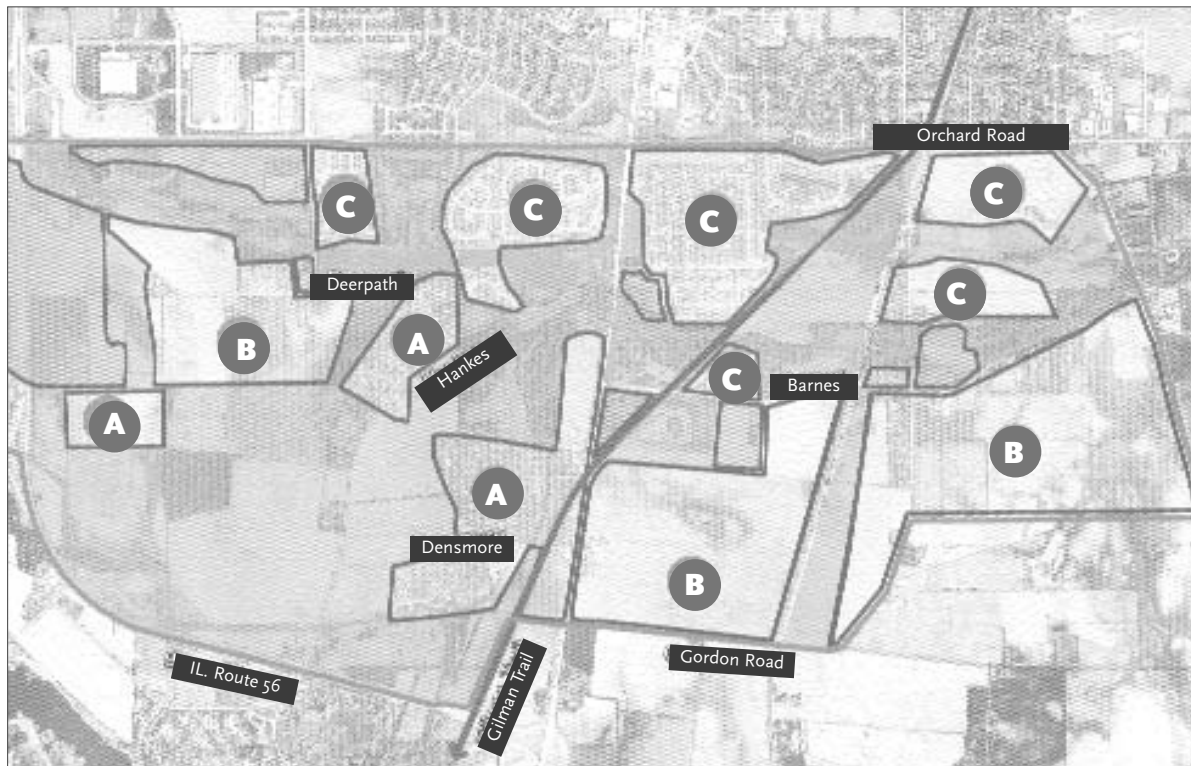 Orchard Road
C
C
C
C
Deerpath
C
B
A
Hankes
C
Barnes
A
B
A
Densmore
B
Gordon Road
IL. Route 56
Gilman Trail